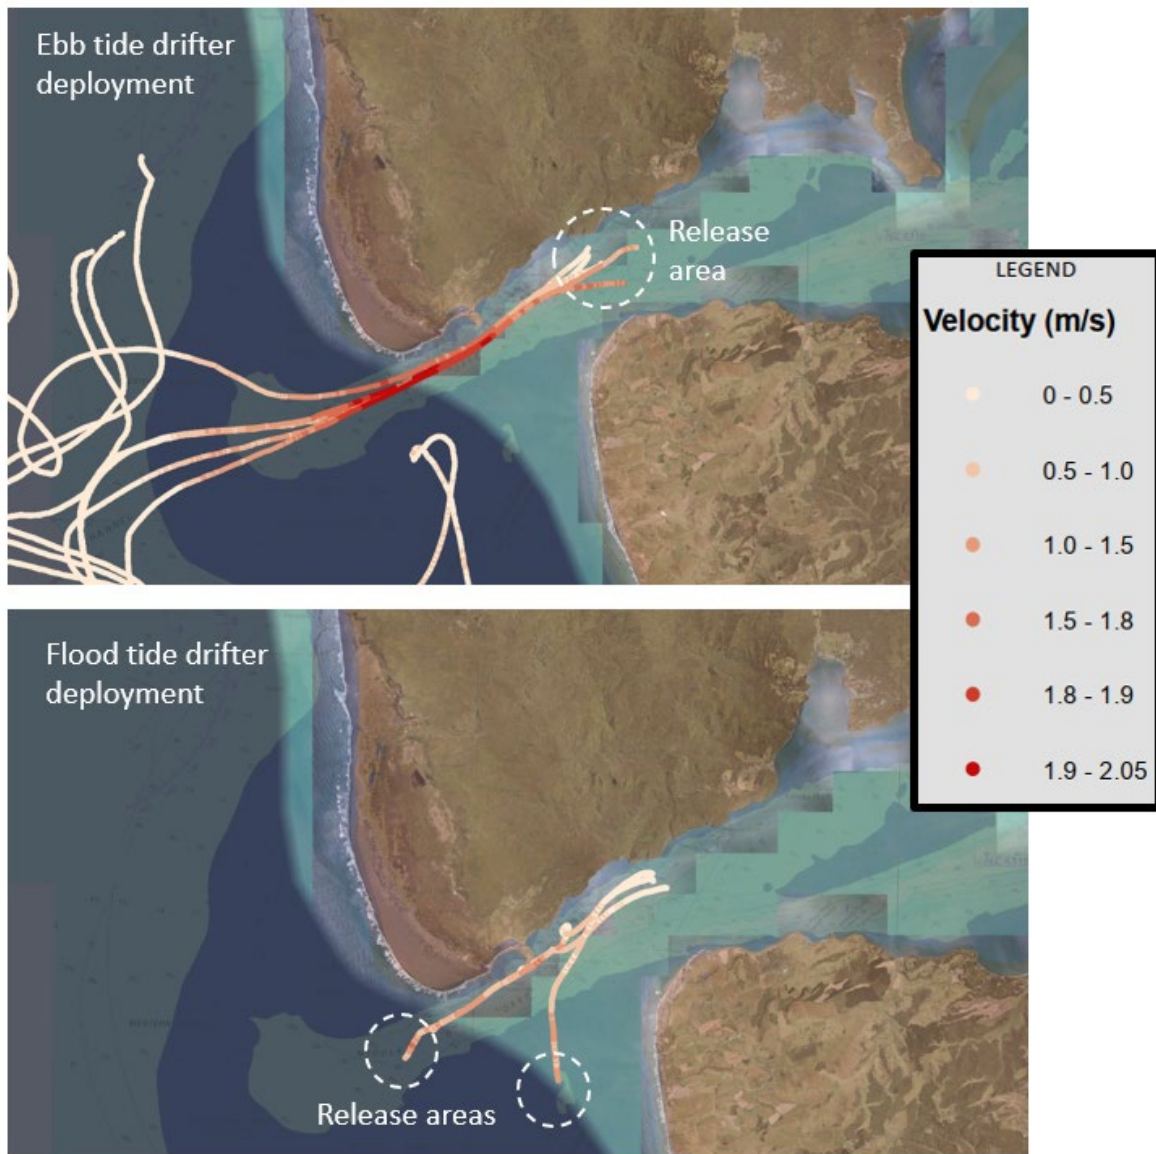 Ebb tide drifter
deployment
Release
area
LEGEND
Velocity (m/s)
0 - 0.5
0.5 - 1.0
1.0 - 1.5
1.5 - 1.8
1.8 - 1.9
1.9 - 2.05
Flood tide drifter
deployment
Release areas